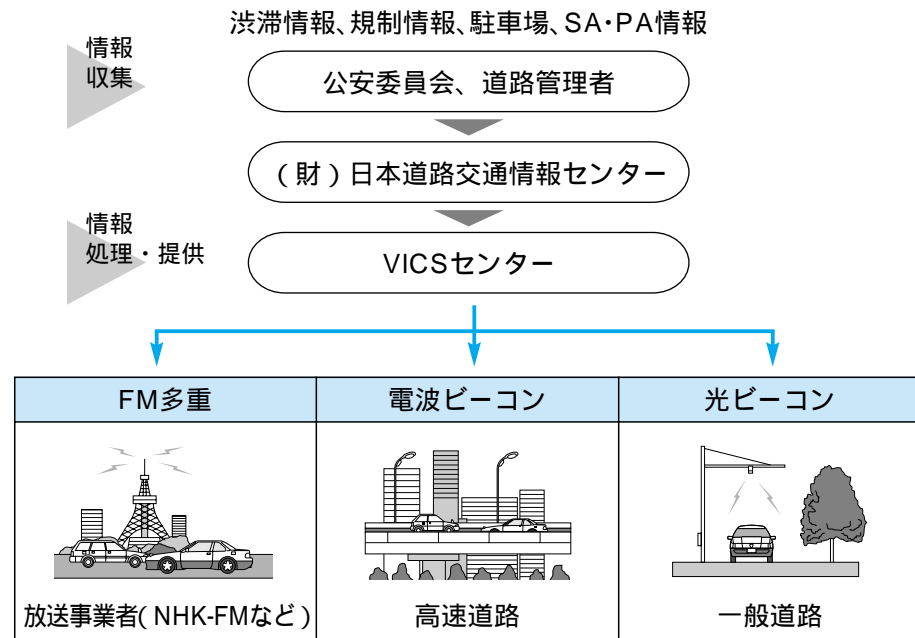 渋滞情報、規制情報、駐車場、SA・PA情報
情報
収集
公安委員会、道路管理者
(財)日本道路交通情報センター
情報
処理・提供
VICSセンター
FM多重
電波ビーコン
光ビーコン
放送事業者(NHK-FMなど)
高速道路
一般道路